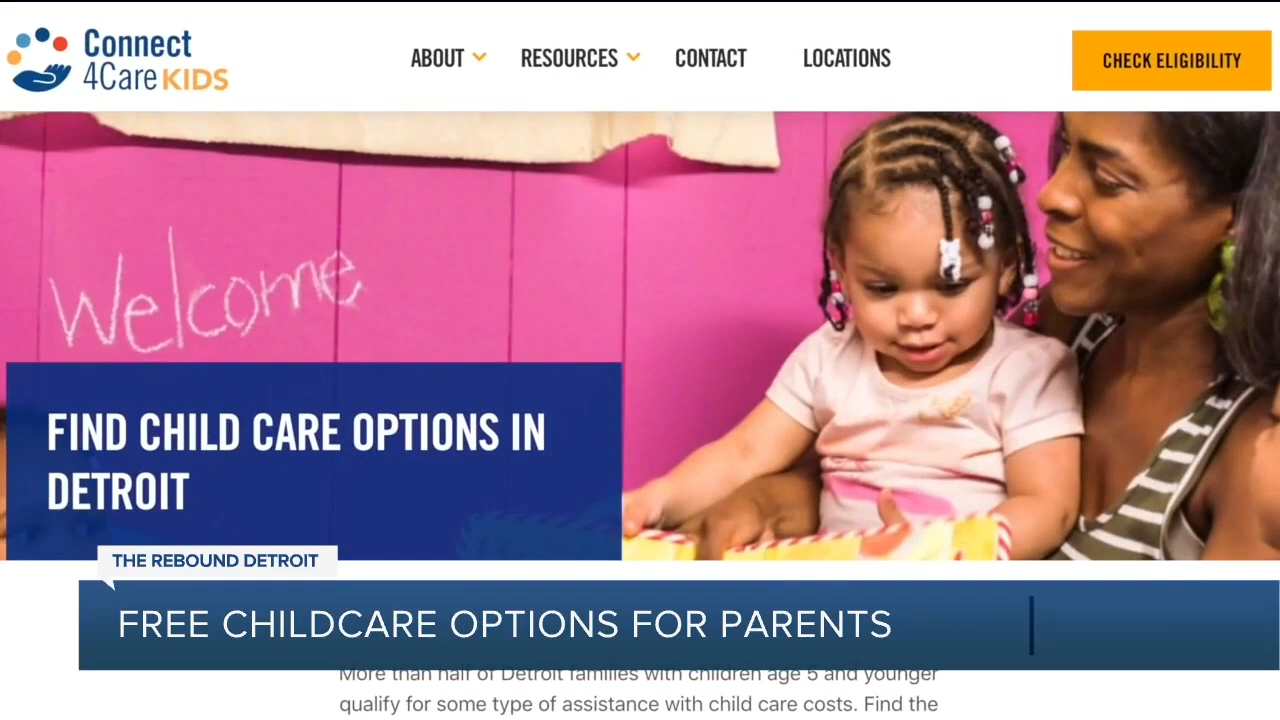 Connect
4Care KIDS
ABOUT
RESOURCES
CONTACT
LOCATIONS
CHECK ELIGIBILITY
Welcome
FIND CHILD CARE OPTIONS IN
DETROIT
THE REBOUND DETROIT
FREE CHILDCARE OPTIONS FOR PARENTS
More than half of Detroit families with children age 5 and younger
qualify for some type of assistance with child care costs. Find the